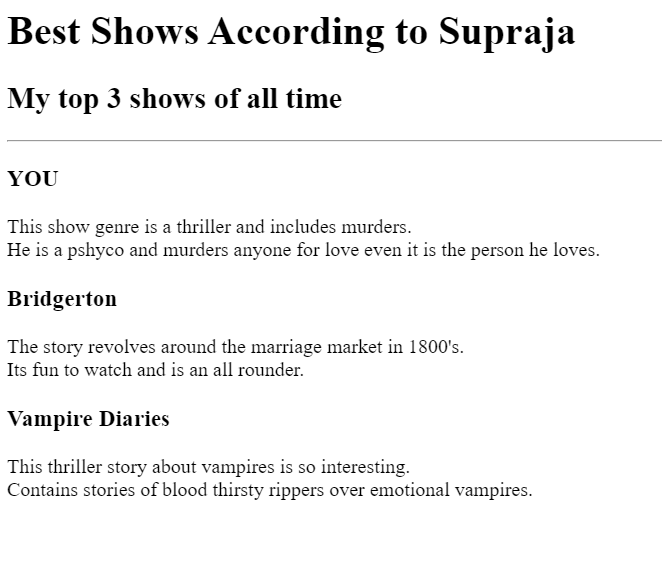 Best Shows According to Supraja
My top 3 shows of all time
YOU
This show genre is a thriller and includes murders.
He is a pshyco and murders anyone for love even it is the person he loves.
Bridgerton
The story revolves around the marriage market in 1800's.
Its fun to watch and is an all rounder.
Vampire Diaries
This thriller story about vampires is so interesting.
Contains stories of blood thirsty rippers over emotional vampires.